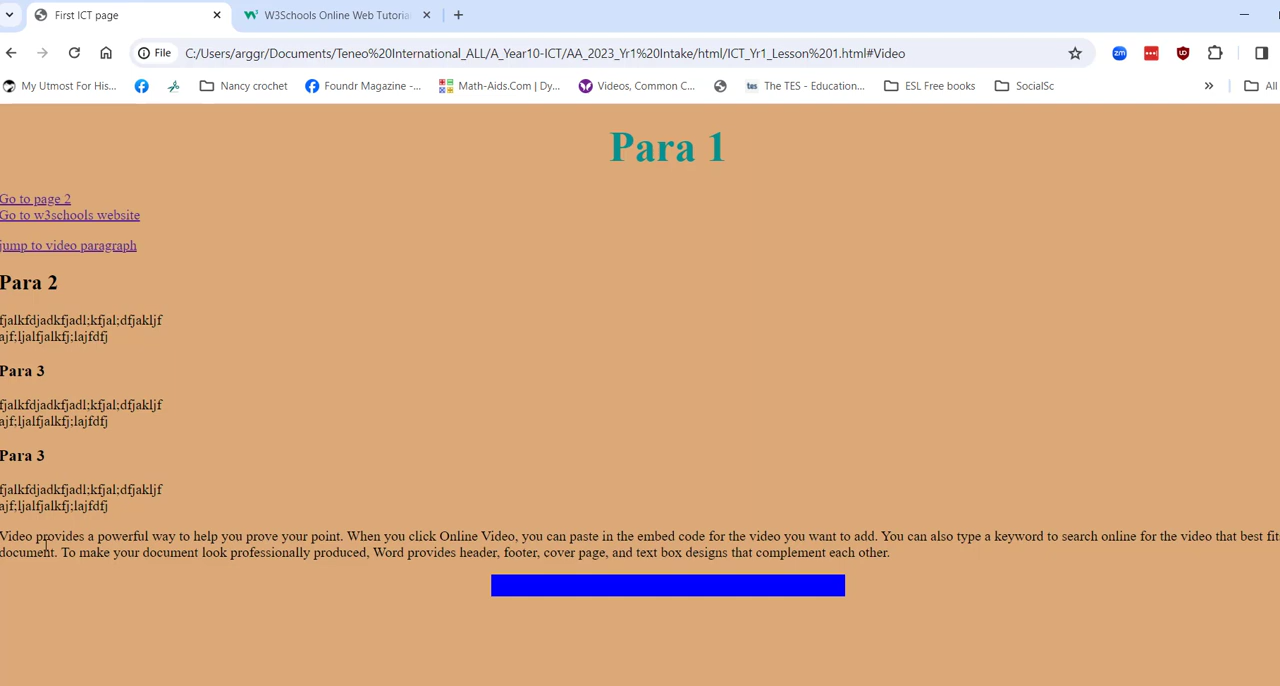 First ICT page
W3Schools Online Web Tutoria
File
C:/Users/arggr/Documents/Teneo%20International_ALL/A_Year10-ICT/AA_2023_Yr1%20Intake/html/ICT_Yr1_Lesson%201.html#Video
My Utmost For His...
Nancy crochet
Foundr Magazine -...
Math-Aids.Com | Dy...
Videos, Common C...
The TES - Education...
ESL Free books
SocialSc
»
All
Para 1
Go to page 2
Go to w3schools website
jump to video paragraph
Para 2
fjalkfdjadkfjadl;kfjal;dfjakljf
ajf;ljalfjalkfj;lajfdfj
Para 3
fjalkfdjadkfjadl;kfjal;dfjakljf
ajf;ljalfjalkfj;lajfdfj
Para 3
fjalkfdjadkfjadl;kfjal;dfjakljf
ajf;ljalfjalkfj;lajfdfj
Video provides a powerful way to help you prove your point. When you click Online Video, you can paste in the embed code for the video you want to add. You can also type a keyword to search online for the video that best fit
document. To make your document look professionally produced, Word provides header, footer, cover page, and text box designs that complement each other.